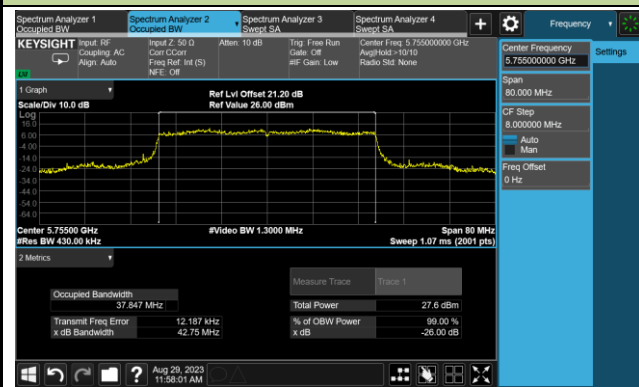 Spectrum Analyzer 1
Occupied BW
Spectrum Analyzer 2
Occupied BW
Spectrum Analyzer 3
Swept SA
Spectrum Analyzer 4
Swept SA
+
Frequency
KEYSIGHT
Input: RF
Coupling: AC
Align: Auto
Input Z: 50 Ω
Corr CCorr
Freq Ref: Int (S)
NFE: Off
Atten: 10 dB
Trig: Free Run
Gate: Off
#IF Gain: Low
Center Freq: 5.755000000 GHz
Avg|Hold:>10/10
Radio Std: None
LXI
Center Frequency
5.755000000 GHz
Settings
Span
80.000 MHz
CF Step
8.000000 MHz
Auto
Man
Freq Offset
0 Hz
1 Graph
Scale/Div 10.0 dB
Ref Lvl Offset 21.20 dB
Ref Value 26.00 dBm
Log
16.0
6.00
-4.00
-14.0
-24.0
-34.0
-44.0
-54.0
-64.0
Center 5.75500 GHz
#Res BW 430.00 kHz
#Video BW 1.3000 MHz
Span 80 MHz
Sweep 1.07 ms (2001 pts)
2 Metrics
Measure Trace
Trace 1
Occupied Bandwidth
37.847 MHz
Total Power
27.6 dBm
Transmit Freq Error
12.187 kHz
% of OBW Power
99.00 %
x dB Bandwidth
42.75 MHz
x dB
-26.00 dB
?
Aug 29, 2023
11:58:01 AM